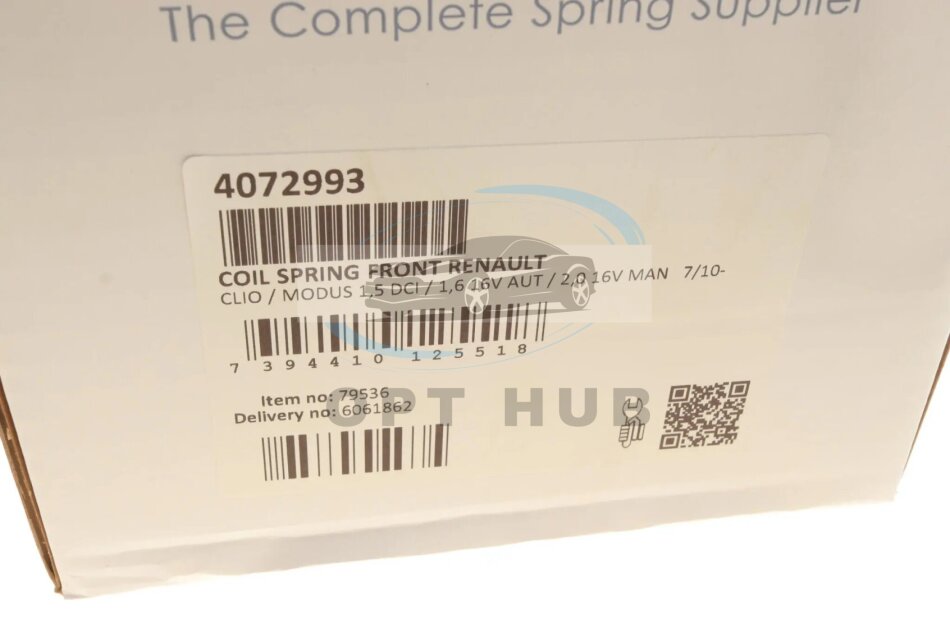 The Complete Spring Supplier
4072993
COIL SPRING FRONT RENAULT
CLIO / MODUS 1,5 DCI / 1,6 16V AUT / 2,0 16V MAN 7/10-
7 394410 125518
Item no: 79536
Delivery no: 6061862
OPT HUB